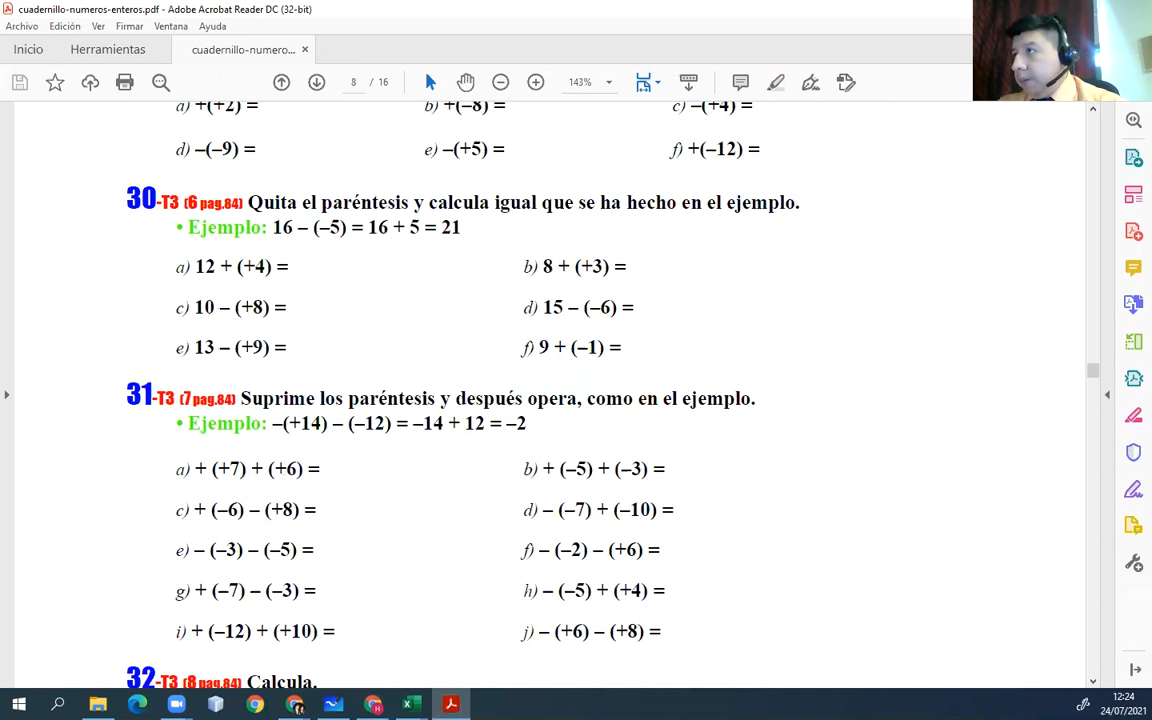 cuadernillo-numeros-enteros.pdf - Adobe Acrobat Reader DC (32-bit)
Archivo Edición Ver Firmar Ventana Ayuda
Inicio Herramientas cuadernillo-numero... ×
8 / 16 143%
a) +(+2) = b) +(–8) = c) –(+4) =
d) –(–9) = e) –(+5) = f) +(–12) =
30-T3 (6 pag.84) Quita el paréntesis y calcula igual que se ha hecho en el ejemplo.
• Ejemplo: 16 – (–5) = 16 + 5 = 21
a) 12 + (+4) = b) 8 + (+3) =
c) 10 – (+8) = d) 15 – (–6) =
e) 13 – (+9) = f) 9 + (–1) =
31-T3 (7 pag.84) Suprime los paréntesis y después opera, como en el ejemplo.
• Ejemplo: –(+14) – (–12) = –14 + 12 = –2
a) + (+7) + (+6) = b) + (–5) + (–3) =
c) + (–6) – (+8) = d) – (–7) + (–10) =
e) – (–3) – (–5) = f) – (–2) – (+6) =
g) + (–7) – (–3) = h) – (–5) + (+4) =
i) + (–12) + (+10) = j) – (+6) – (+8) =
32-T3 (8 pag.84) Calcula.
12:24
24/07/2021